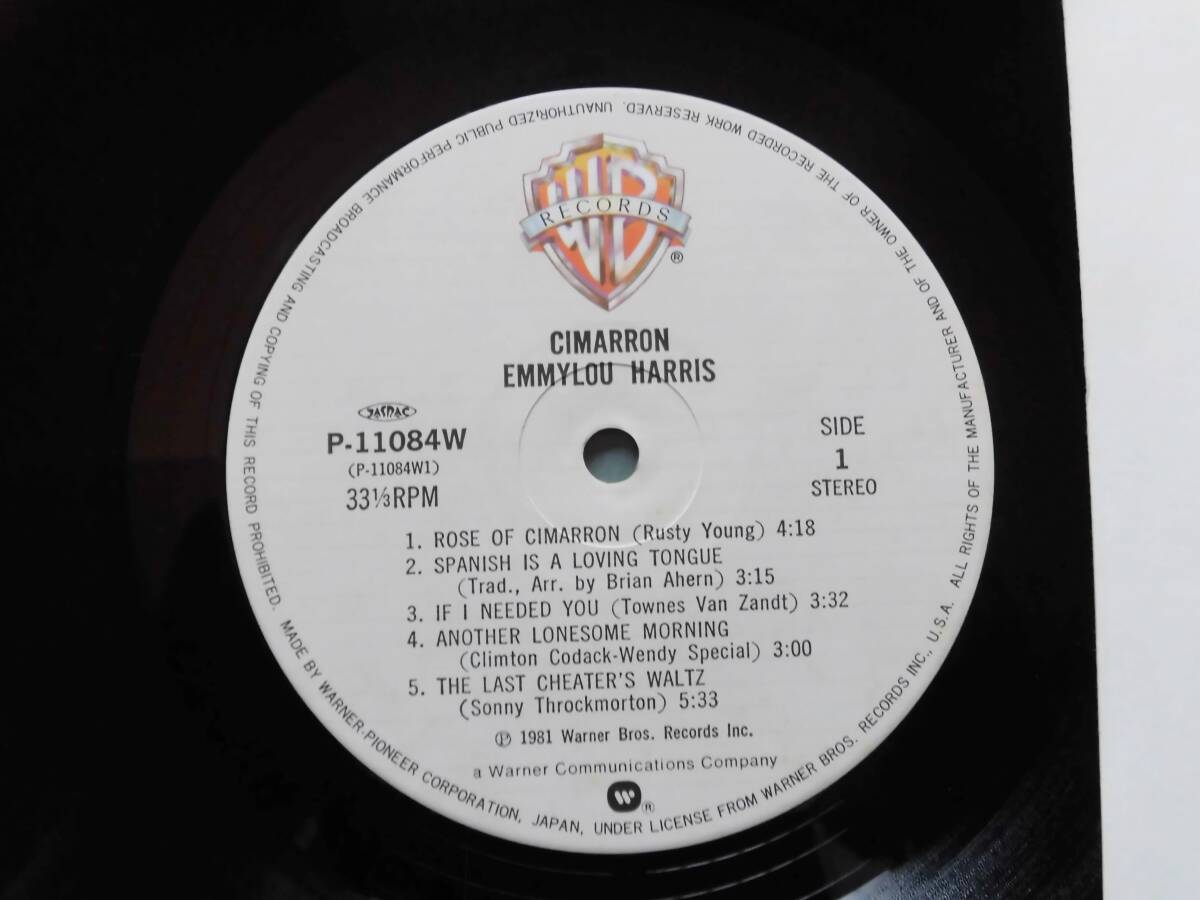 WB
RECORDS
®
CIMARRON
EMMYLOU HARRIS
JASRAC
P-11084W
(P-11084W1)
33⅓RPM
SIDE
1
STEREO
1. ROSE OF CIMARRON (Rusty Young) 4:18
2. SPANISH IS A LOVING TONGUE
(Trad., Arr. by Brian Ahern) 3:15
3. IF I NEEDED YOU (Townes Van Zandt) 3:32
4. ANOTHER LONESOME MORNING
(Climton Codack-Wendy Special) 3:00
5. THE LAST CHEATER'S WALTZ
(Sonny Throckmorton) 5:33
℗ 1981 Warner Bros. Records Inc.
a Warner Communications Company
®
MADE BY WARNER-PIONEER CORPORATION, JAPAN, UNDER LICENSE FROM WARNER BROS. RECORDS INC., U.S.A. ALL RIGHTS OF THE MANUFACTURER AND OF THE OWNER OF THE RECORDED WORK RESERVED. UNAUTHORIZED PUBLIC PERFORMANCE BROADCASTING AND COPYING OF THIS RECORD PROHIBITED.